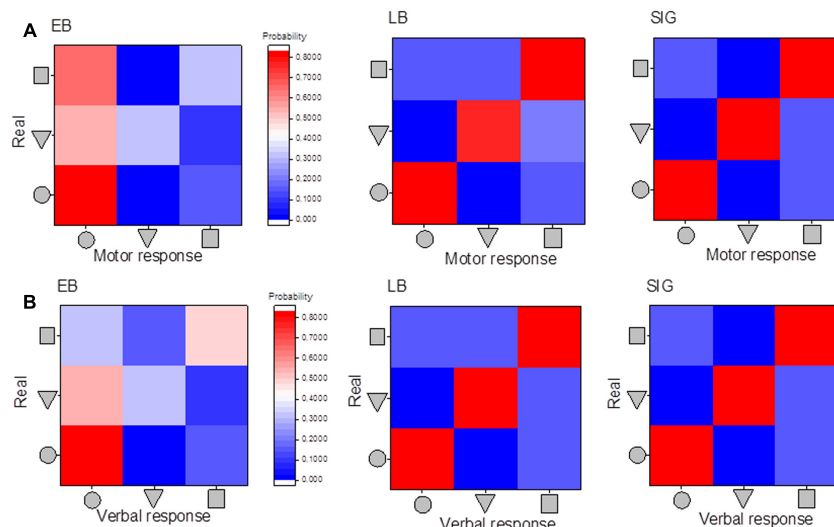 A
EB
LB
SIG
Probability
0.8000
0.7000
0.6000
0.5000
0.4000
0.3000
0.2000
0.1000
0.000
Real
Motor response
Motor response
Motor response
B
EB
LB
SIG
Probability
0.8000
0.7000
0.6000
0.5000
0.4000
0.3000
0.2000
0.1000
0.000
Real
Real
Real
Verbal response
Verbal response
Verbal response